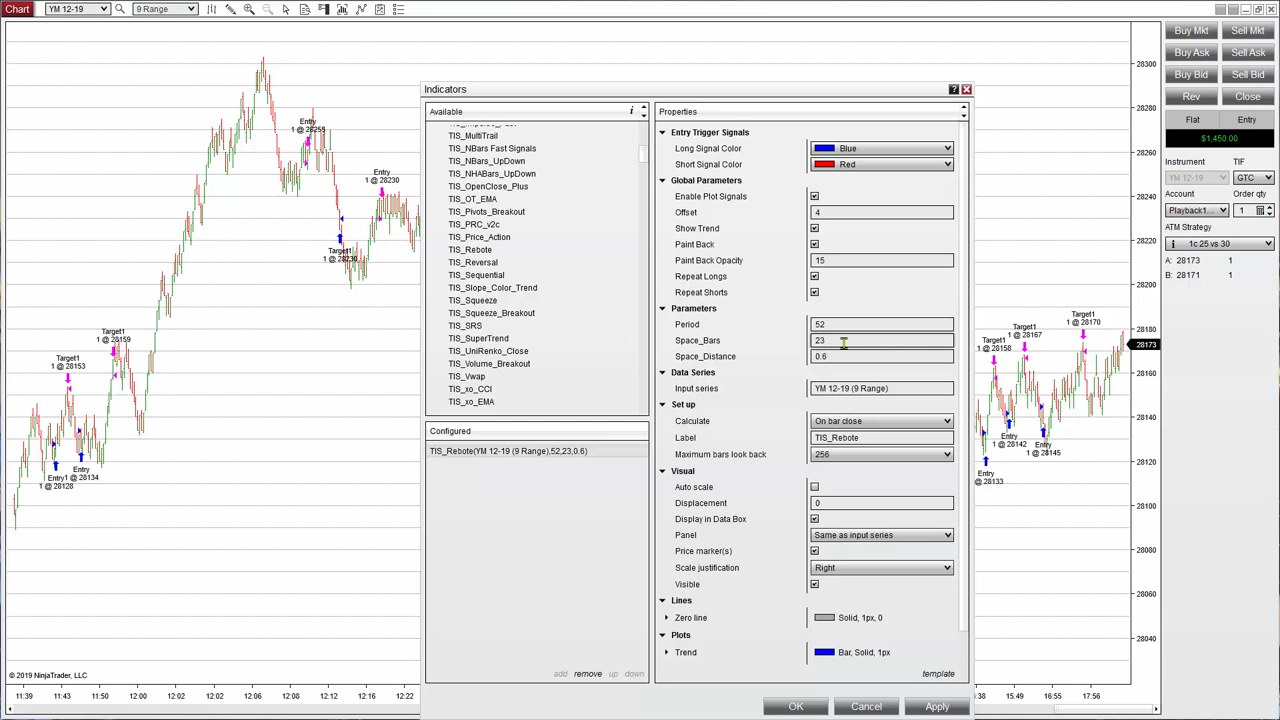 Chart
YM 12-19
9 Range
Buy Mkt
Sell Mkt
Buy Ask
Sell Ask
Buy Bid
Sell Bid
Rev
Close
Flat
Entry
$1,450.00
Instrument
TIF
YM 12-19
GTC
Account
Order qty
Playback1...
1
ATM Strategy
1c 25 vs 30
A: 28173 1
B: 28171 1
Entry
1 @ 28255
Entry
1 @ 28230
Target1
1 @ 28230
Target1
1 @ 28159
Target1
1 @ 28153
Entry1 @ 28134
1 @ 28128
Indicators
Available
TIS_MultiTrail
TIS_NBars Fast Signals
TIS_NBars_UpDown
TIS_NHABars_UpDown
TIS_OpenClose_Plus
TIS_OT_EMA
TIS_Pivots_Breakout
TIS_PRC_v2c
TIS_Price_Action
TIS_Rebote
TIS_Reversal
TIS_Sequential
TIS_Slope_Color_Trend
TIS_Squeeze
TIS_Squeeze_Breakout
TIS_SRS
TIS_SuperTrend
TIS_UniRenko_Close
TIS_Volume_Breakout
TIS_Vwap
TIS_xo_CCI
TIS_xo_EMA
Configured
TIS_Rebote(YM 12-19 (9 Range),52,23,0.6)
add remove up down
Properties
Entry Trigger Signals
Long Signal Color Blue
Short Signal Color Red
Global Parameters
Enable Plot Signals
Offset 4
Show Trend
Paint Back
Paint Back Opacity 15
Repeat Longs
Repeat Shorts
Parameters
Period 52
Space_Bars 23
Space_Distance 0.6
Data Series
Input series YM 12-19 (9 Range)
Set up
Calculate On bar close
Label TIS_Rebote
Maximum bars look back 256
Visual
Auto scale
Displacement 0
Display in Data Box
Panel Same as input series
Price marker(s)
Scale justification Right
Visible
Lines
Zero line Solid, 1px, 0
Plots
Trend Bar, Solid, 1px
template
OK
Cancel
Apply
Target1
1 @ 28158
Target1
1 @ 28167
Target1
1 @ 28170
Entry
1 @ 28142
Entry
1 @ 28145
Entry
@ 28133
28300
28280
28260
28240
28220
28200
28180
28173
28160
28140
28120
28100
28080
28060
28040
© 2019 NinjaTrader, LLC
11:39 11:43 11:50 12:00 12:02 12:02 12:06 12:08 12:12 12:16 12:22
:38 15:49 16:55 17:56